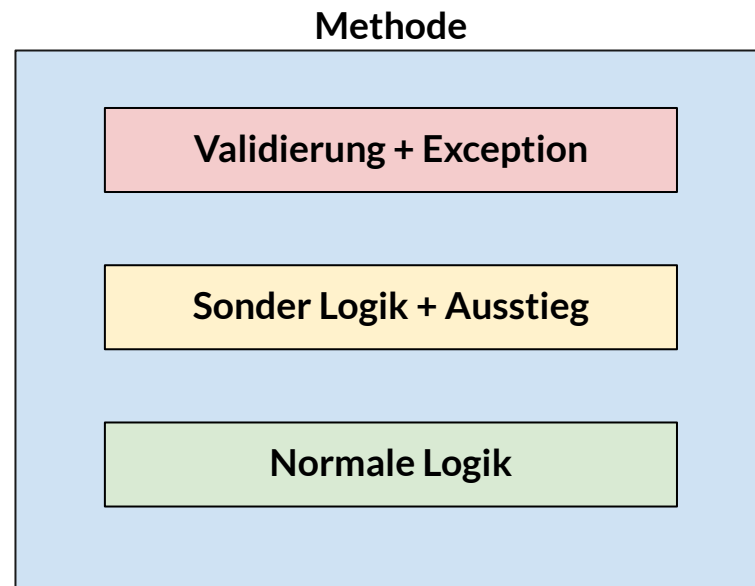 Methode
Validierung + Exception
Sonder Logik + Ausstieg
Normale Logik